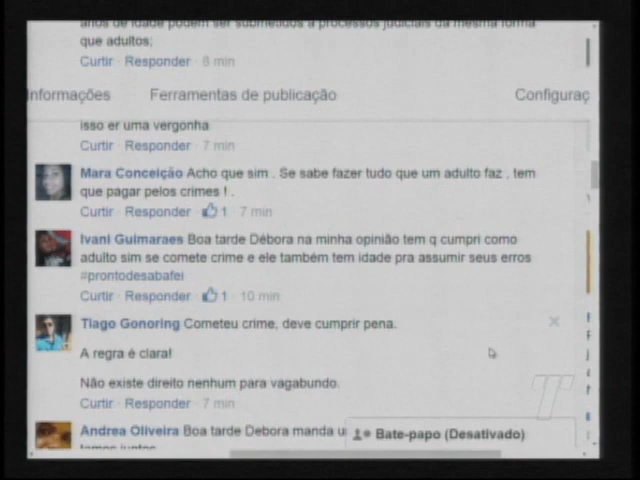 anos de idade podem ser submetidos a processos judiciais da mesma forma
que adultos;
Curtir · Responder · 8 min
Informações Ferramentas de publicação Configuraç
isso er uma vergonha
Curtir · Responder · 7 min
Mara Conceição Acho que sim . Se sabe fazer tudo que um adulto faz , tem
que pagar pelos crimes ! .
Curtir · Responder · 1 · 7 min
Ivani Guimaraes Boa tarde Débora na minha opinião tem q cumpri como
adulto sim se comete crime e ele também tem idade pra assumir seus erros
#prontodesabafei
Curtir · Responder · 1 · 10 min
Tiago Gonoring Cometeu crime, deve cumprir pena.
A regra é clara!
Não existe direito nenhum para vagabundo.
Curtir · Responder · 7 min
Andrea Oliveira Boa tarde Debora manda u
Bate-papo (Desativado)